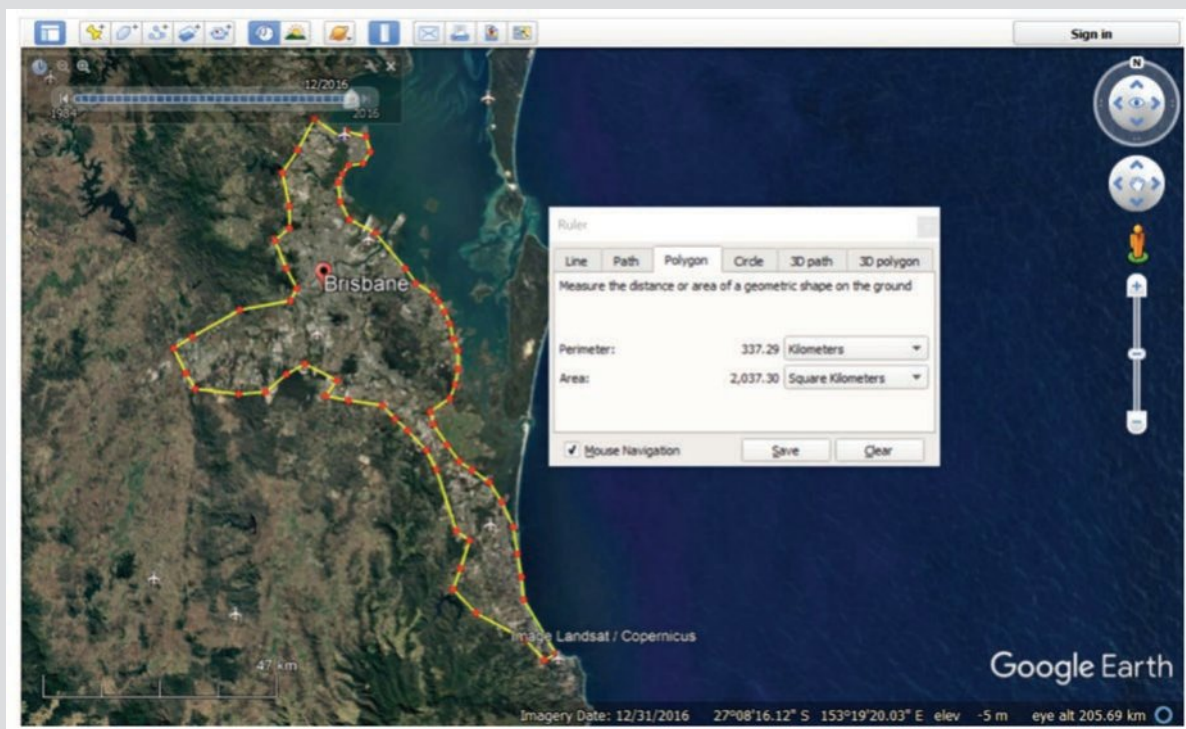 Sign in
N
12/2016
1984
2016
Ruler
Line Path Polygon Circle 3D path 3D polygon
Measure the distance or area of a geometric shape on the ground
Perimeter: 337.29 Kilometers
Area: 2,037.30 Square Kilometers
Mouse Navigation Save Clear
Brisbane
Image Landsat / Copernicus
47 km
Google Earth
Imagery Date: 12/31/2016 27°08'16.12" S 153°19'20.03" E elev -5 m eye alt 205.69 km